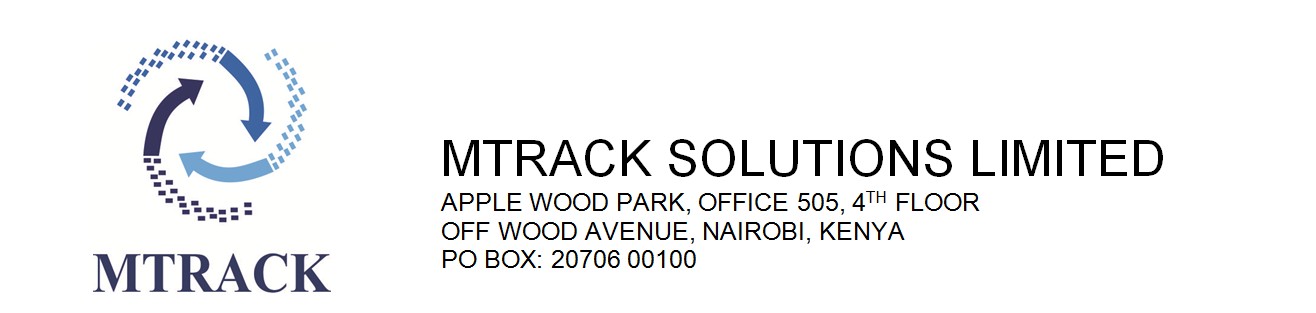 MTRACK
MTRACK SOLUTIONS LIMITED
APPLE WOOD PARK, OFFICE 505, 4TH FLOOR
OFF WOOD AVENUE, NAIROBI, KENYA
PO BOX: 20706 00100